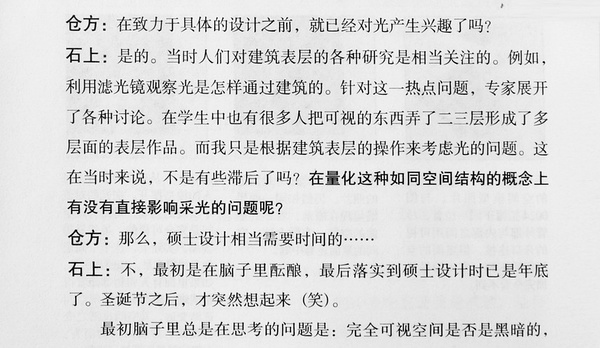 仓方：在致力于具体的设计之前，就已经对光产生兴趣了吗？
石上：是的。当时人们对建筑表层的各种研究是相当关注的。例如，
利用滤光镜观察光是怎样通过建筑的。针对这一热点问题，专家展开
了各种讨论。在学生中也有很多人把可视的东西弄了二三层形成了多
层面的表层作品。而我只是根据建筑表层的操作来考虑光的问题。这
在当时来说，不是有些滞后了吗？在量化这种如同空间结构的概念上
有没有直接影响采光的问题呢？
仓方：那么，硕士设计相当需要时间的……
石上：不，最初是在脑子里酝酿，最后落实到硕士设计时已是年底
了。圣诞节之后，才突然想起来（笑）。
最初脑子里总是在思考的问题是：完全可视空间是否是黑暗的，